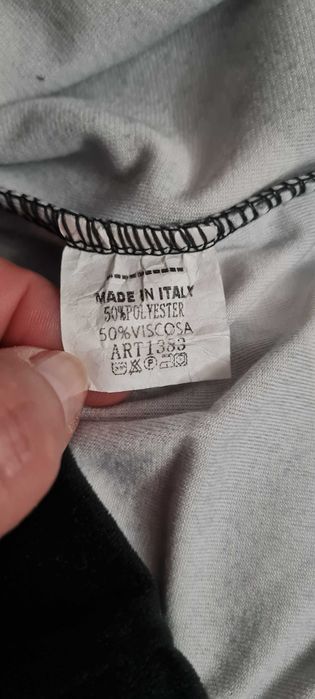 MADE IN ITALY
50%POLYESTER
50%VISCOSA
ART1353